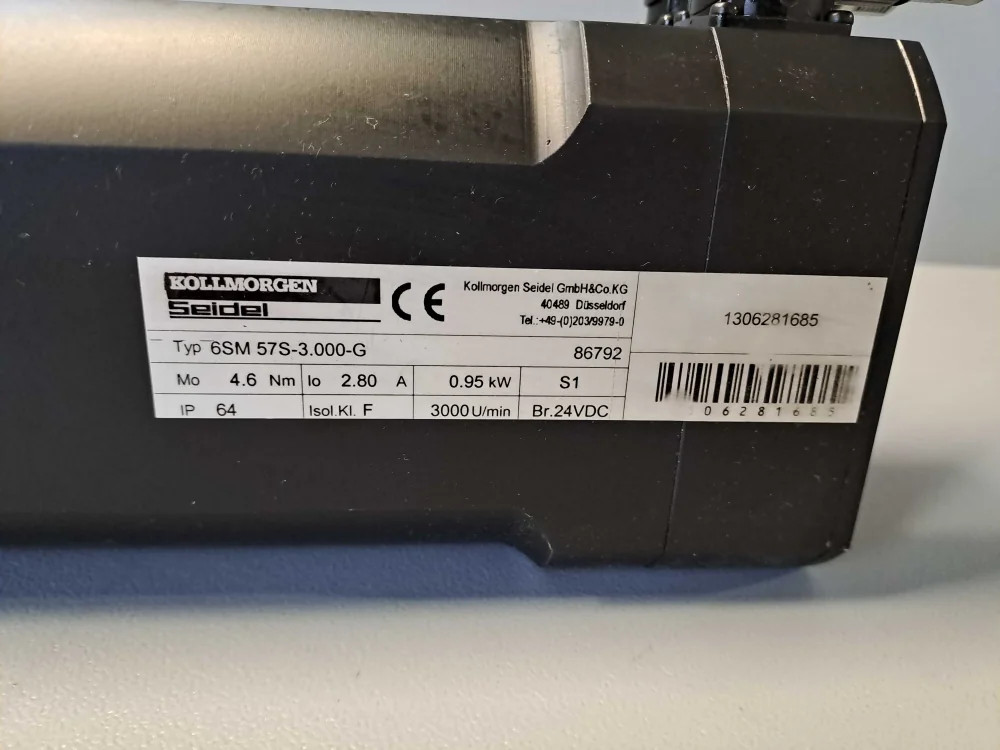 KOLLMORGEN
Seidel
CE
Kollmorgen Seidel GmbH&Co.KG
40489 Düsseldorf
Tel.:+49-(0)203/9979-0
1306281685
Typ 6SM 57S-3.000-G 86792
Mo 4.6 Nm Io 2.80 A 0.95 kW S1
IP 64 Isol.Kl. F 3000 U/min Br.24VDC
06281685